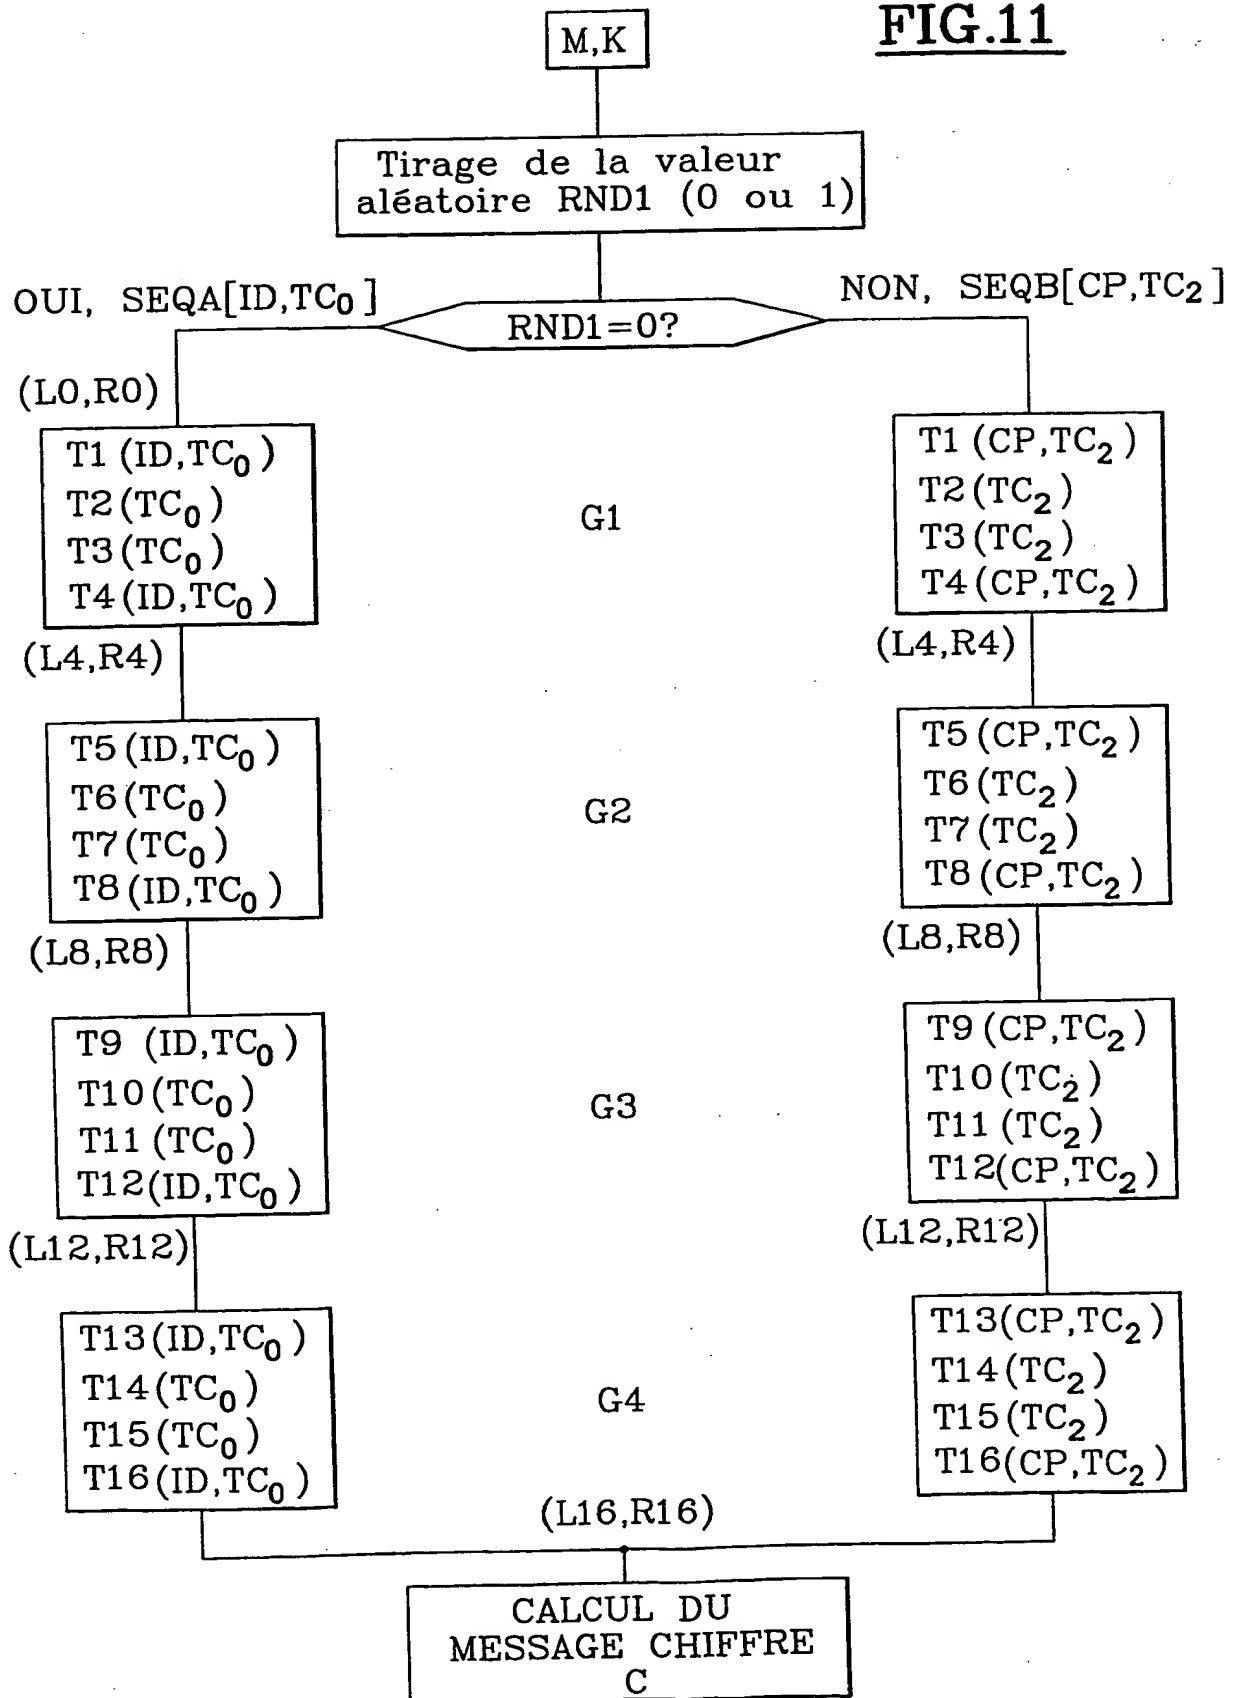 FIG.11
M,K
Tirage de la valeur
aléatoire RND1 (0 ou 1)
OUI, SEQA[ID,TC₀]
NON, SEQB[CP,TC₂]
RND1=0?
(L0,R0)
T1(ID,TC₀)
T2(TC₀)
T3(TC₀)
T4(ID,TC₀)
G1
T1(CP,TC₂)
T2(TC₂)
T3(TC₂)
T4(CP,TC₂)
(L4,R4)
(L4,R4)
T5(ID,TC₀)
T6(TC₀)
T7(TC₀)
T8(ID,TC₀)
G2
T5(CP,TC₂)
T6(TC₂)
T7(TC₂)
T8(CP,TC₂)
(L8,R8)
(L8,R8)
T9 (ID,TC₀)
T10(TC₀)
T11(TC₀)
T12(ID,TC₀)
G3
T9(CP,TC₂)
T10(TC₂)
T11(TC₂)
T12(CP,TC₂)
(L12,R12)
(L12,R12)
T13(ID,TC₀)
T14(TC₀)
T15(TC₀)
T16(ID,TC₀)
G4
T13(CP,TC₂)
T14(TC₂)
T15(TC₂)
T16(CP,TC₂)
(L16,R16)
CALCUL DU
MESSAGE CHIFFRE
C